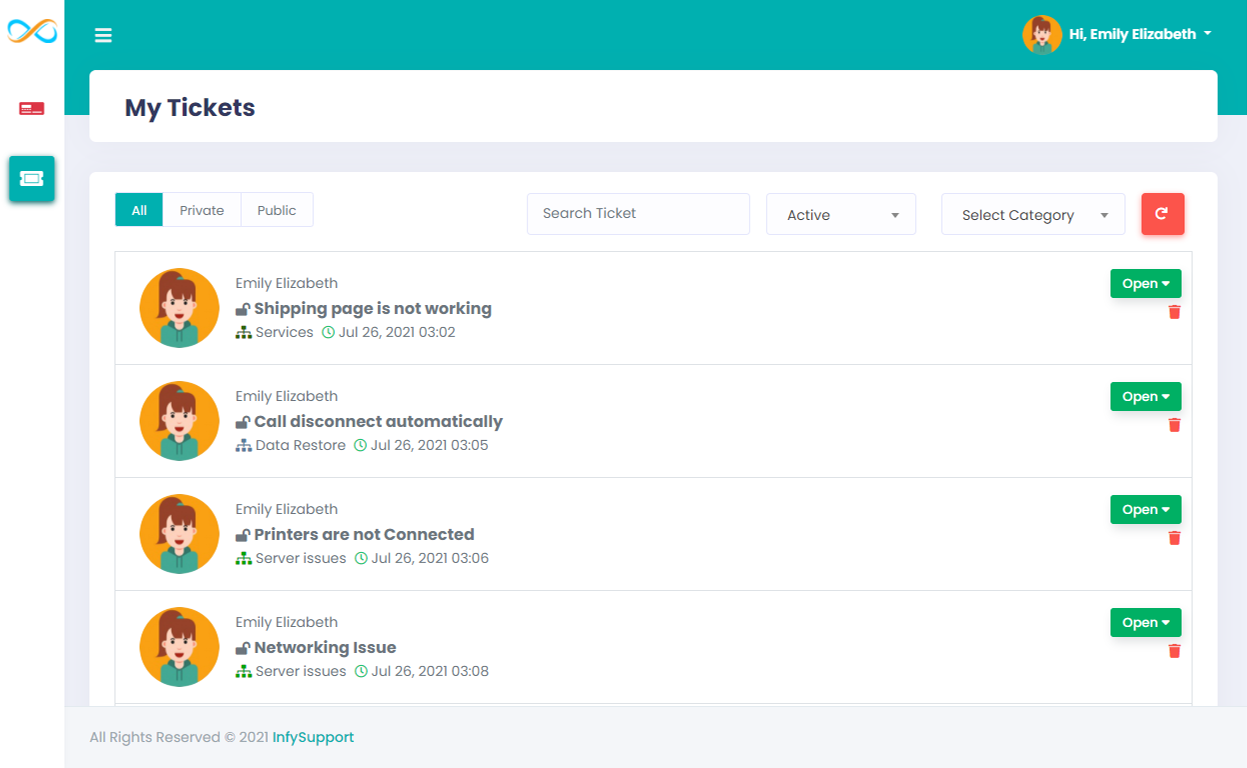 Hi, Emily Elizabeth
My Tickets
All Private Public Search Ticket Active Select Category
Emily Elizabeth
Shipping page is not working
Services Jul 26, 2021 03:02
Open
Emily Elizabeth
Call disconnect automatically
Data Restore Jul 26, 2021 03:05
Open
Emily Elizabeth
Printers are not Connected
Server issues Jul 26, 2021 03:06
Open
Emily Elizabeth
Networking Issue
Server issues Jul 26, 2021 03:08
Open
All Rights Reserved © 2021 InfySupport